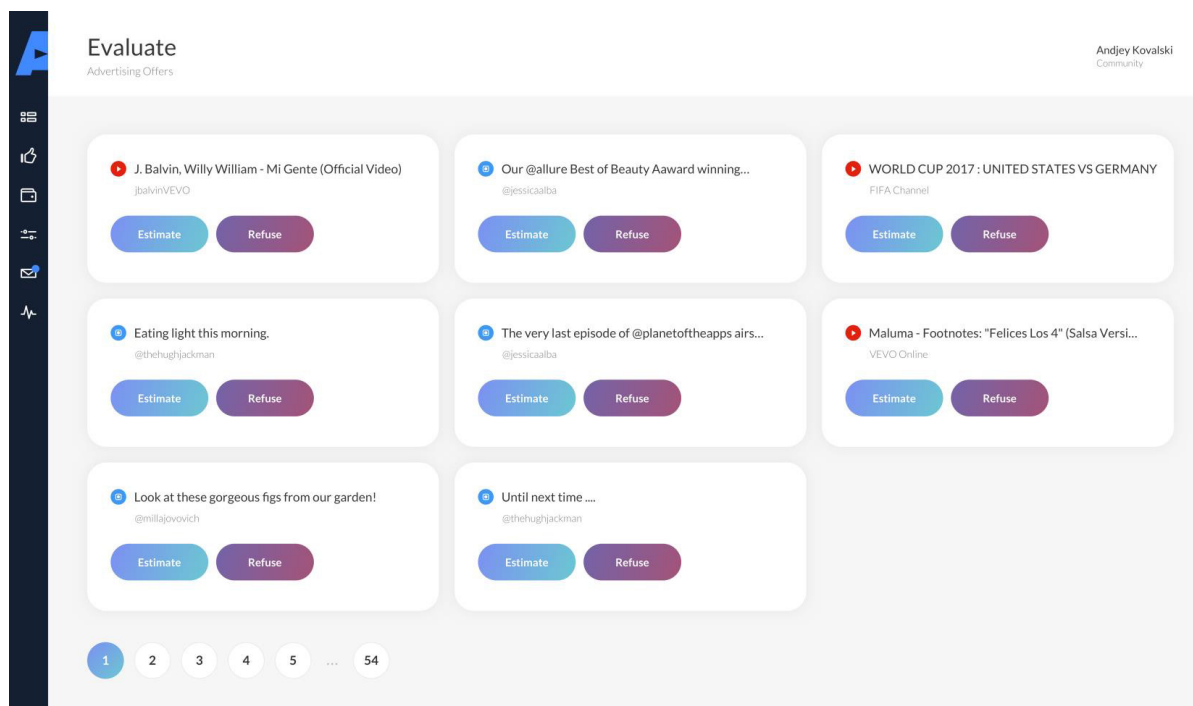 Evaluate
Advertising Offers
Andjey Kovalski
Community
J. Balvin, Willy William - Mi Gente (Official Video)
jbalvinVEVO
Estimate
Refuse
Our @allure Best of Beauty Aaward winning...
@jessicaalba
Estimate
Refuse
WORLD CUP 2017 : UNITED STATES VS GERMANY
FIFA Channel
Estimate
Refuse
Eating light this morning.
@thehughjackman
Estimate
Refuse
The very last episode of @planetoftheapps airs...
@jessicaalba
Estimate
Refuse
Maluma - Footnotes: "Felices Los 4" (Salsa Versi...
VEVO Online
Estimate
Refuse
Look at these gorgeous figs from our garden!
@millajovovich
Estimate
Refuse
Until next time ....
@thehughjackman
Estimate
Refuse
1 2 3 4 5 ... 54